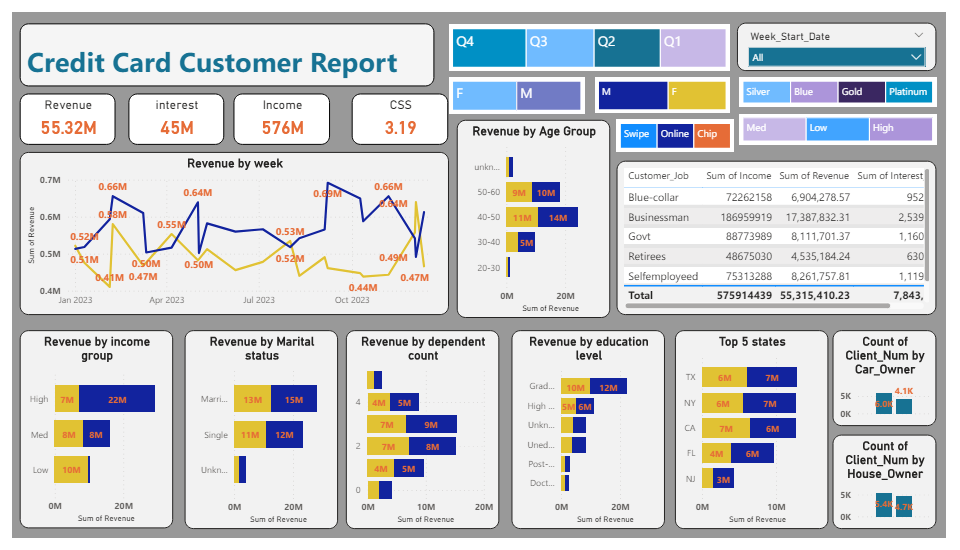 Credit Card Customer Report
Q4 Q3 Q2 Q1
Week_Start_Date
All
F M
M F
Silver Blue Gold Platinum
Swipe Online Chip
Med Low High
Revenue
55.32M
interest
45M
Income
576M
CSS
3.19
Revenue by week
Sum of Revenue
0.7M
0.6M
0.5M
0.4M
0.66M
0.64M
0.69M
0.66M
0.64M
0.58M
0.55M
0.52M
0.53M
0.51M
0.50M
0.50M
0.52M
0.49M
0.41M
0.47M
0.44M
0.47M
Jan 2023 Apr 2023 Jul 2023 Oct 2023
Revenue by Age Group
unkn...
50-60 9M 10M
40-50 11M 14M
30-40 5M
20-30
0M 20M
Sum of Revenue
Customer_Job Sum of Income Sum of Revenue Sum of Interest
Blue-collar 72262158 6,904,278.57 952
Businessman 186959919 17,387,832.31 2,539
Govt 88773989 8,111,701.37 1,160
Retirees 48675030 4,535,184.24 630
Selfemployeed 75313288 8,261,757.81 1,119
Total 575914439 55,315,410.23 7,843,
Revenue by income
group
High 7M 22M
Med 8M 8M
Low 10M
0M 20M
Sum of Revenue
Revenue by Marital
status
Marri... 13M 15M
Single 11M 12M
Unkn...
0M 20M
Sum of Revenue
Revenue by dependent
count
4 4M 5M
7M 9M
2 7M 8M
4M 5M
0
0M 10M 20M
Sum of Revenue
Revenue by education
level
Grad... 10M 12M
High ... 5M 6M
Unkn...
Uned...
Post-...
Doct...
0M 20M
Sum of Revenue
Top 5 states
TX 6M 7M
NY 6M 7M
CA 7M 6M
FL 4M 6M
NJ 3M
0M 10M
Sum of Revenue
Count of
Client_Num by
Car_Owner
5K
0K
6.0K
4.1K
Count of
Client_Num by
House_Owner
5K
0K
5.4K
4.7K